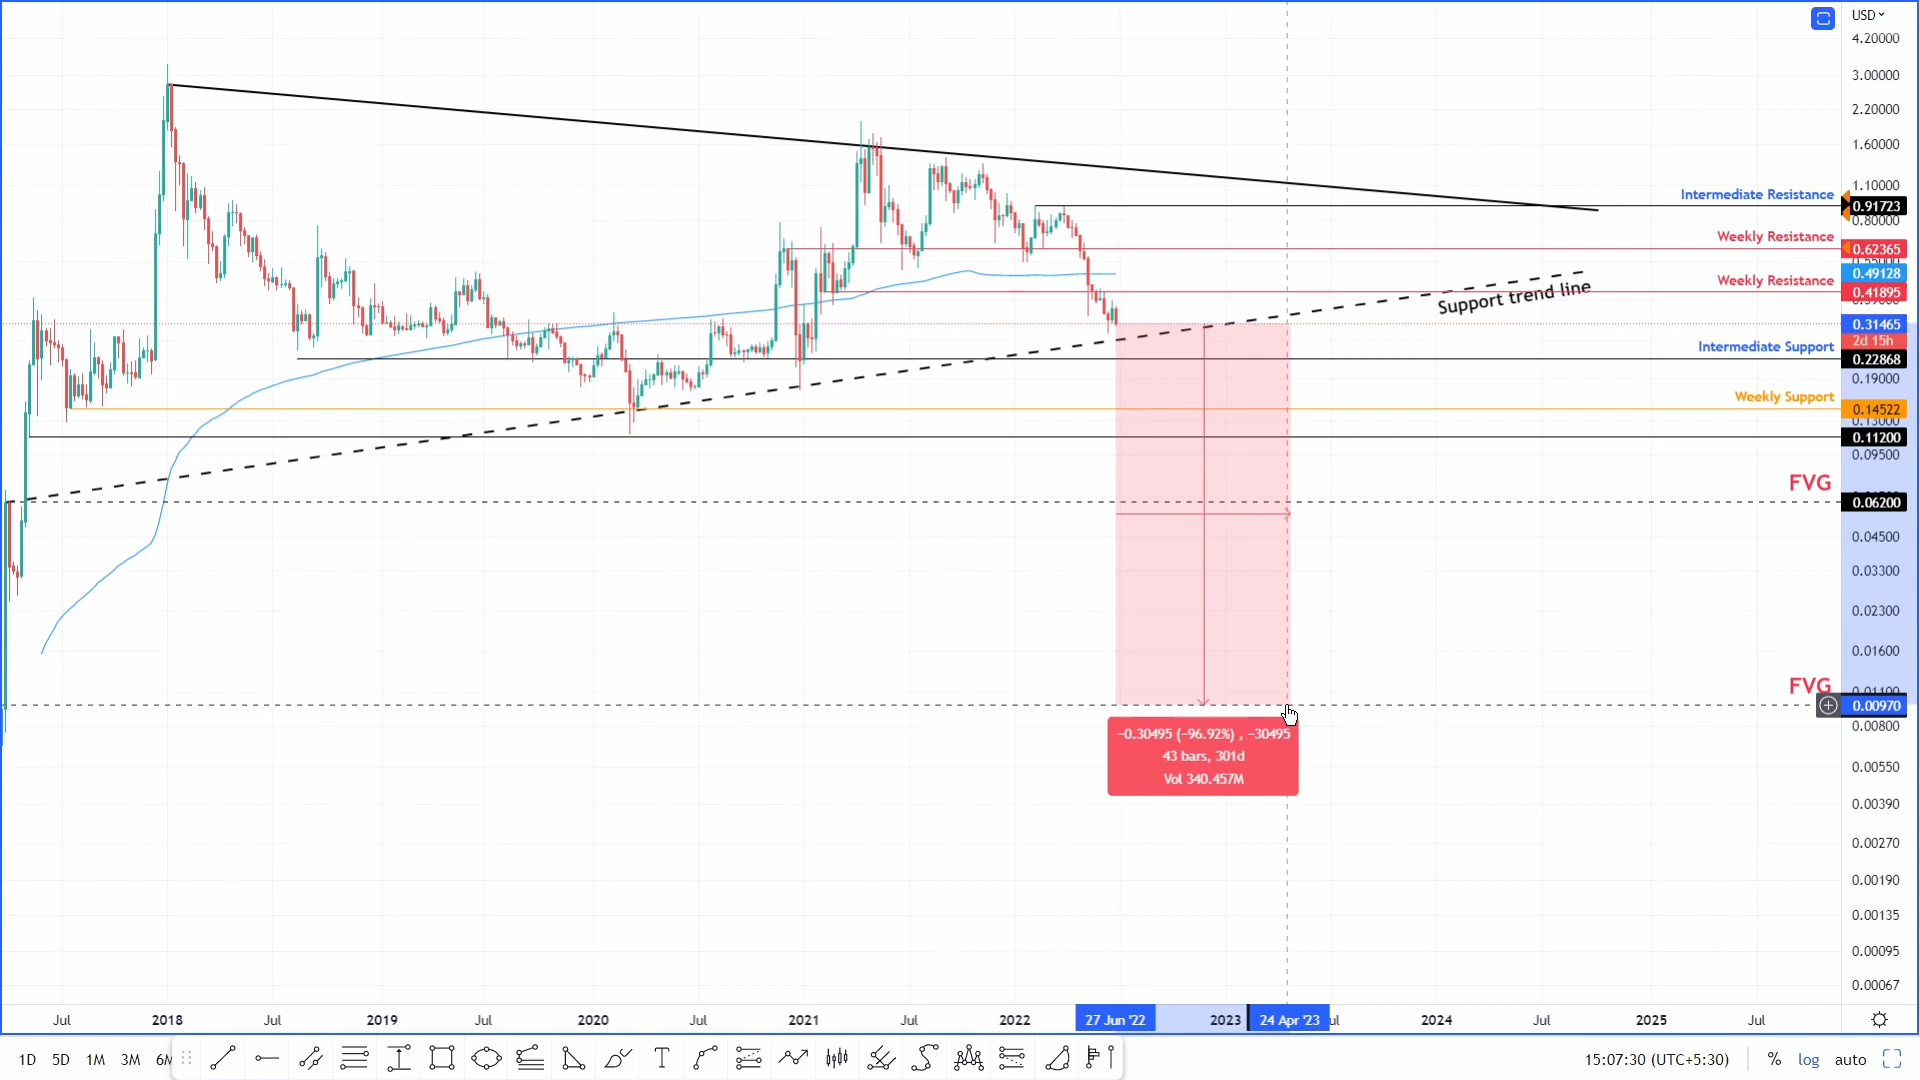 USD
4.20000
3.00000
2.20000
1.60000
1.10000
Intermediate Resistance
0.91723
0.80000
Weekly Resistance
0.62365
0.49128
Weekly Resistance
0.41895
Support trend line
0.31465
2d 15h
Intermediate Support
0.22868
0.19000
Weekly Support
0.14522
0.13000
0.11200
0.09500
FVG
0.06200
0.04500
0.03300
0.02300
0.01600
FVG
0.01100
0.00970
0.00800
−0.30495 (−96.92%) , −30495
43 bars, 301d
Vol 340.457M
0.00550
0.00390
0.00270
0.00190
0.00135
0.00095
0.00067
Jul 2018 Jul 2019 Jul 2020 Jul 2021 Jul 2022 27 Jun '22 2023 24 Apr '23 2024 Jul 2025 Jul
1D 5D 1M 3M 15:07:30 (UTC+5:30) % log auto